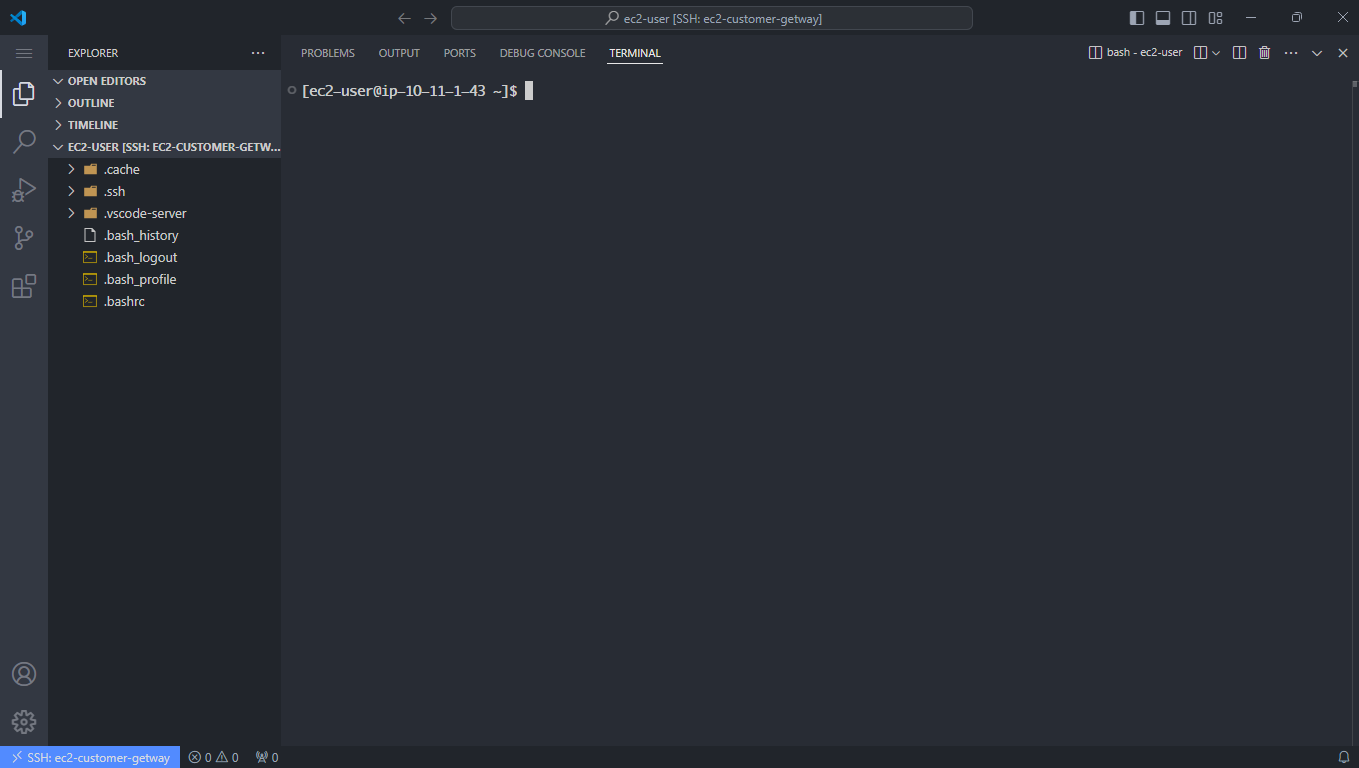 ec2-user [SSH: ec2-customer-getway]
EXPLORER
OPEN EDITORS
OUTLINE
TIMELINE
EC2-USER [SSH: EC2-CUSTOMER-GETW...
.cache
.ssh
.vscode-server
.bash_history
.bash_logout
.bash_profile
.bashrc
PROBLEMS OUTPUT PORTS DEBUG CONSOLE TERMINAL
bash - ec2-user
[ec2-user@ip-10-11-1-43 ~]$
SSH: ec2-customer-getway 0 0 0